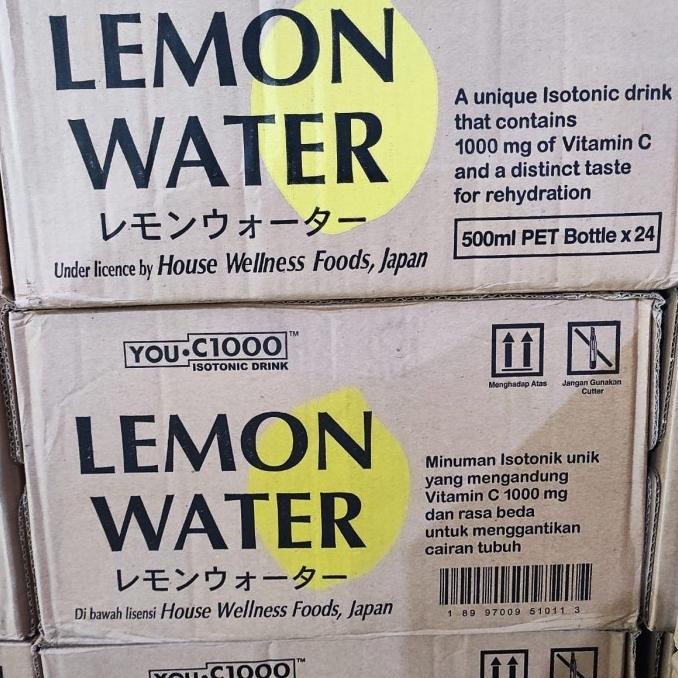 LEMON
WATER
レモンウォーター
Under licence by House Wellness Foods, Japan
A unique Isotonic drink
that contains
1000 mg of Vitamin C
and a distinct taste
for rehydration
500ml PET Bottle x 24
YOU•C1000™
ISOTONIC DRINK
LEMON
WATER
レモンウォーター
Di bawah lisensi House Wellness Foods, Japan
Menghadap Atas
Jangan Gunakan
Cutter
Minuman Isotonik unik
yang mengandung
Vitamin C 1000 mg
dan rasa beda
untuk menggantikan
cairan tubuh
1 89 97009 51011 3
YOU•C1000™